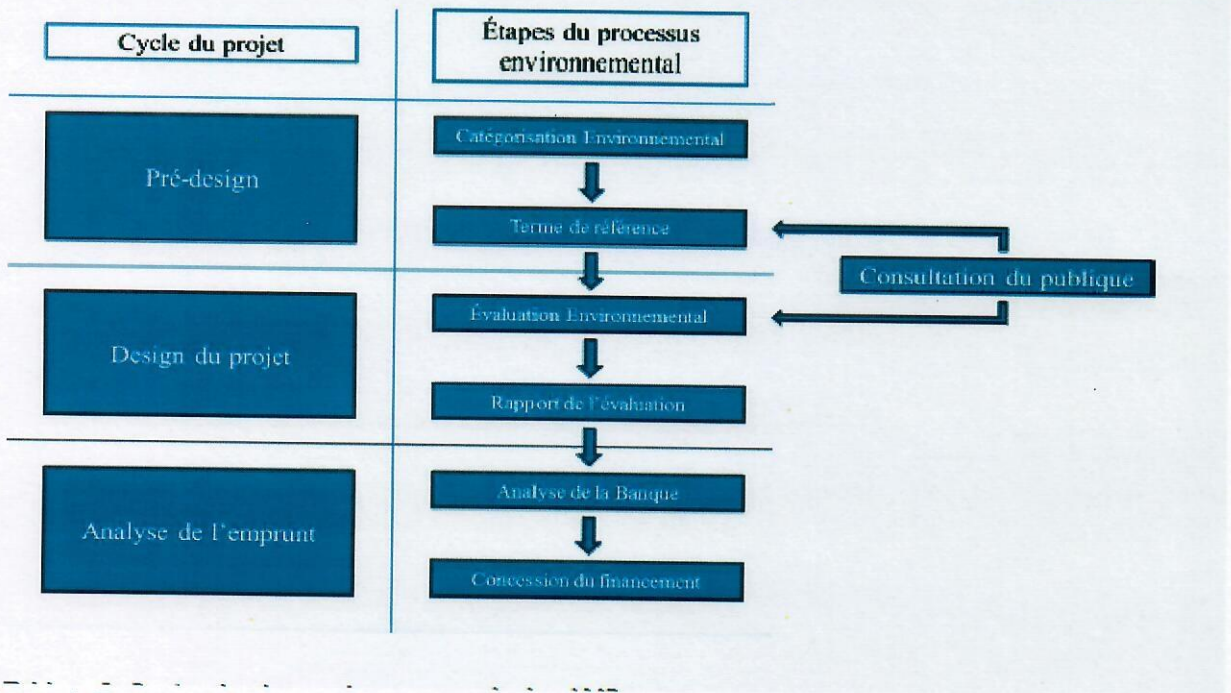 Cycle du projet
Étapes du processus
environnemental
Pré-design
Catégorisation Environnemental
Terme de référence
Consultation du publique
Design du projet
Évaluation Environnemental
Rapport de l'évaluation
Analyse de l'emprunt
Analyse de la Banque
Concession du financement